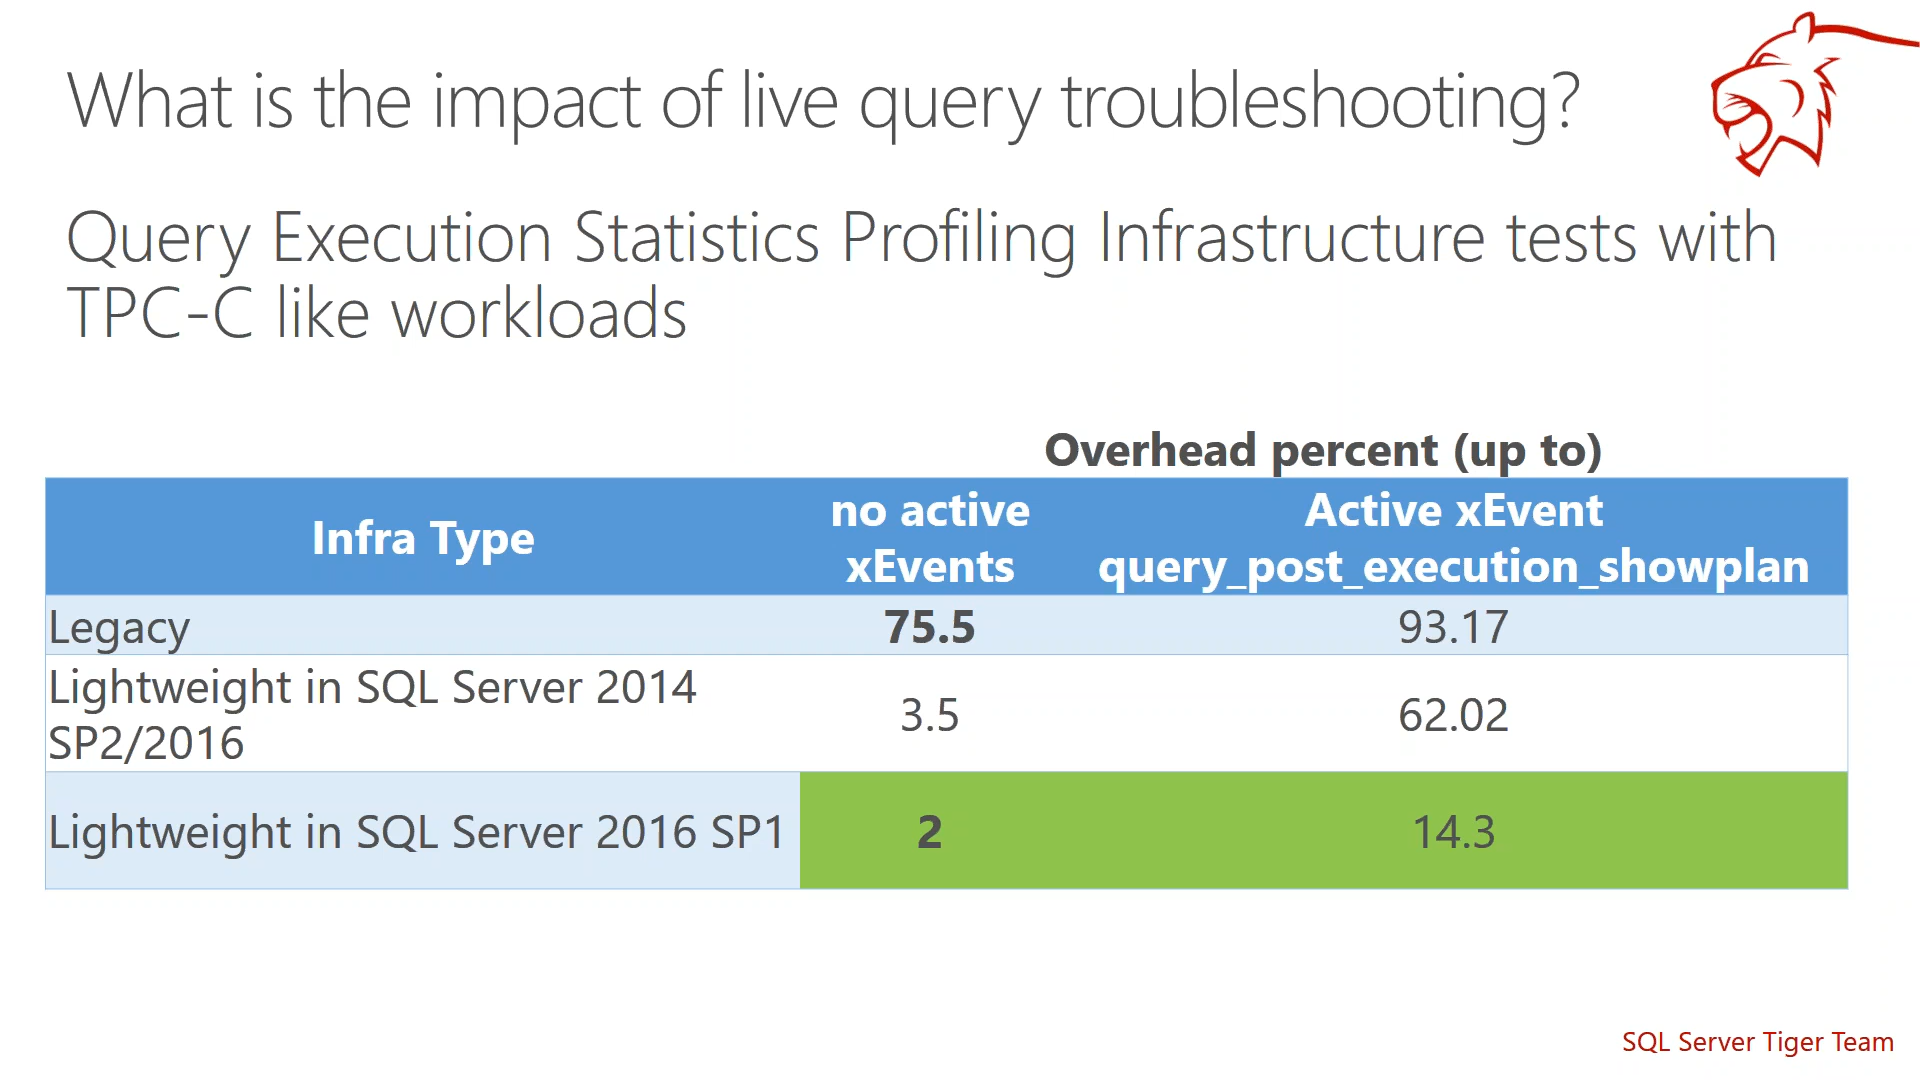 What is the impact of live query troubleshooting?
Query Execution Statistics Profiling Infrastructure tests with
TPC-C like workloads
Overhead percent (up to)
Infra Type
no active
xEvents
Active xEvent
query_post_execution_showplan
Legacy
75.5
93.17
Lightweight in SQL Server 2014
SP2/2016
3.5
62.02
Lightweight in SQL Server 2016 SP1
2
14.3
SQL Server Tiger Team